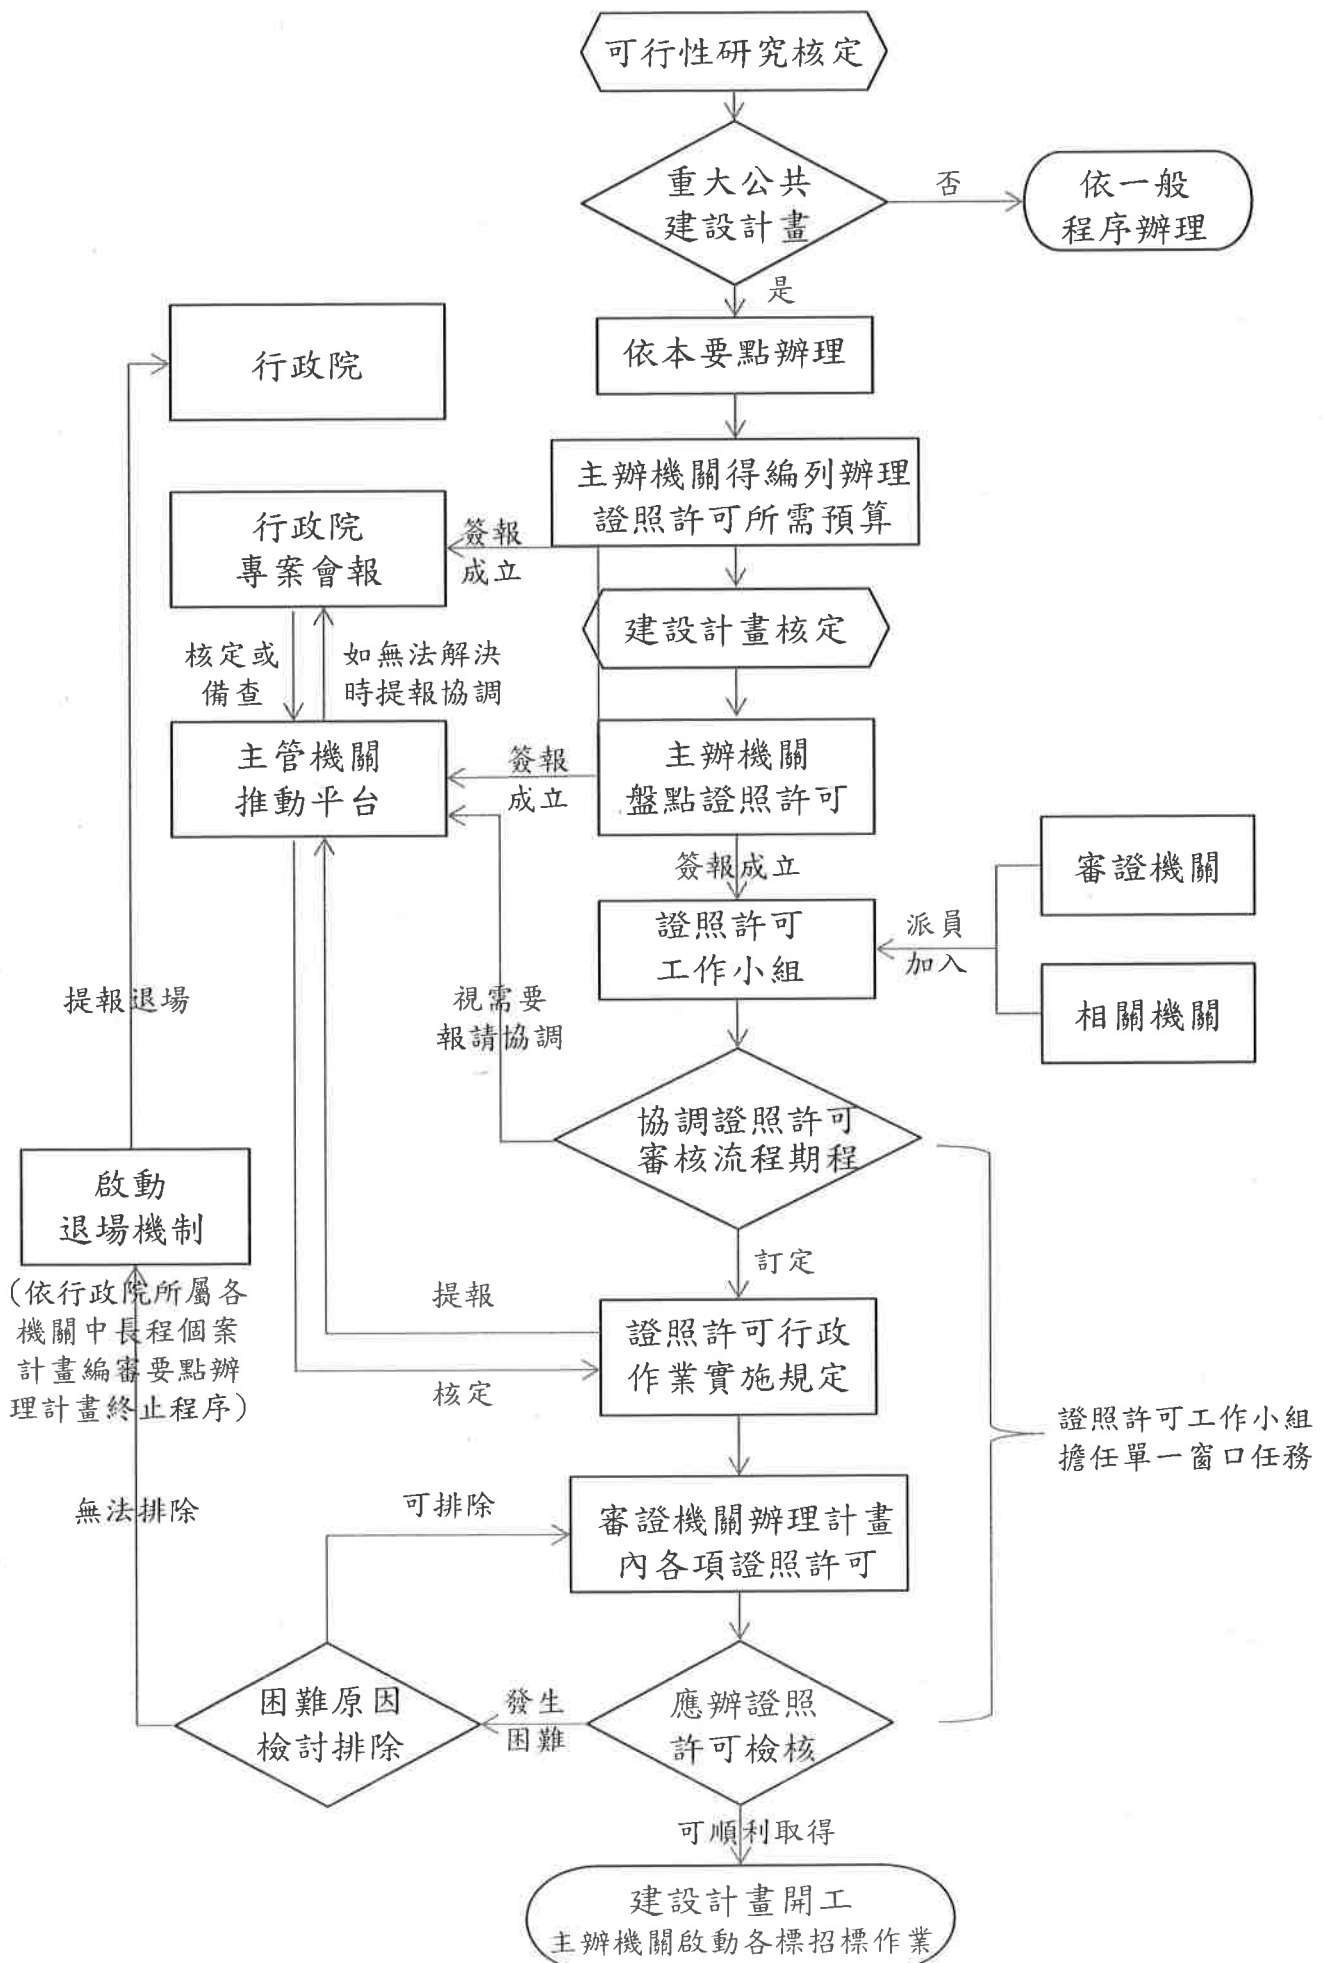 可行性研究核定
重大公共
建設計畫
否
依一般
程序辦理
是
依本要點辦理
行政院
主辦機關得編列辦理
證照許可所需預算
行政院
專案會報
簽報
成立
建設計畫核定
核定或
備查
如無法解決
時提報協調
主管機關
推動平台
簽報
成立
主辦機關
盤點證照許可
簽報成立
審證機關
證照許可
工作小組
派員
加入
相關機關
提報退場
視需要
報請協調
協調證照許可
審核流程期程
啟動
退場機制
(依行政院所屬各
機關中長程個案
計畫編審要點辦
理計畫終止程序)
訂定
提報
證照許可行政
作業實施規定
核定
證照許可工作小組
擔任單一窗口任務
無法排除
可排除
審證機關辦理計畫
內各項證照許可
困難原因
檢討排除
發生
困難
應辦證照
許可檢核
可順利取得
建設計畫開工
主辦機關啟動各標招標作業